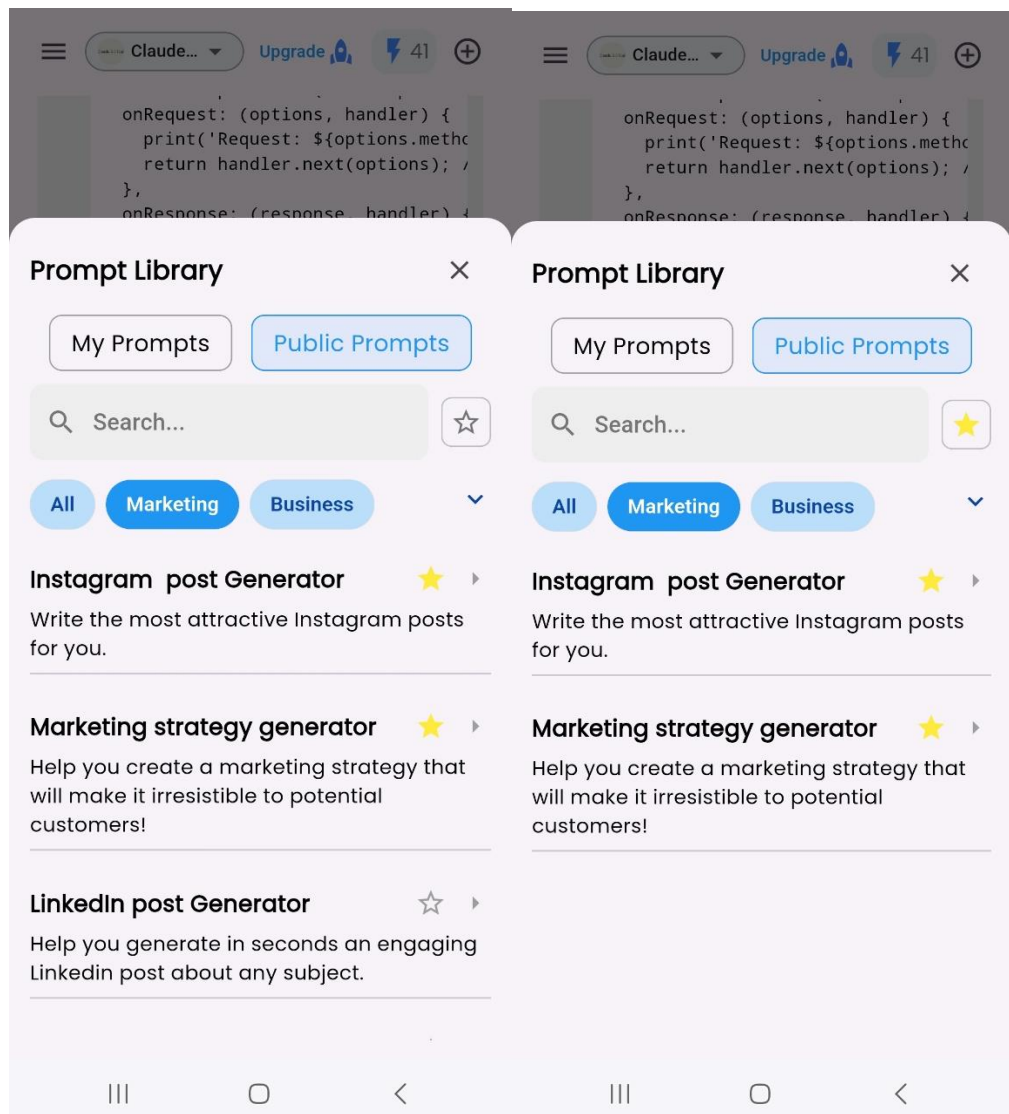 Claude...
Upgrade
41
onRequest: (options, handler) {
print('Request: ${options.metho
return handler.next(options); /
},
onResponse: (response, handler) {
Prompt Library
My Prompts
Public Prompts
Search...
All
Marketing
Business
Instagram  post Generator
Write the most attractive Instagram posts
for you.
Marketing strategy generator
Help you create a marketing strategy that
will make it irresistible to potential
customers!
LinkedIn post Generator
Help you generate in seconds an engaging
Linkedin post about any subject.
Claude...
Upgrade
41
onRequest: (options, handler) {
print('Request: ${options.metho
return handler.next(options); /
},
onResponse: (response, handler) {
Prompt Library
My Prompts
Public Prompts
Search...
All
Marketing
Business
Instagram  post Generator
Write the most attractive Instagram posts
for you.
Marketing strategy generator
Help you create a marketing strategy that
will make it irresistible to potential
customers!